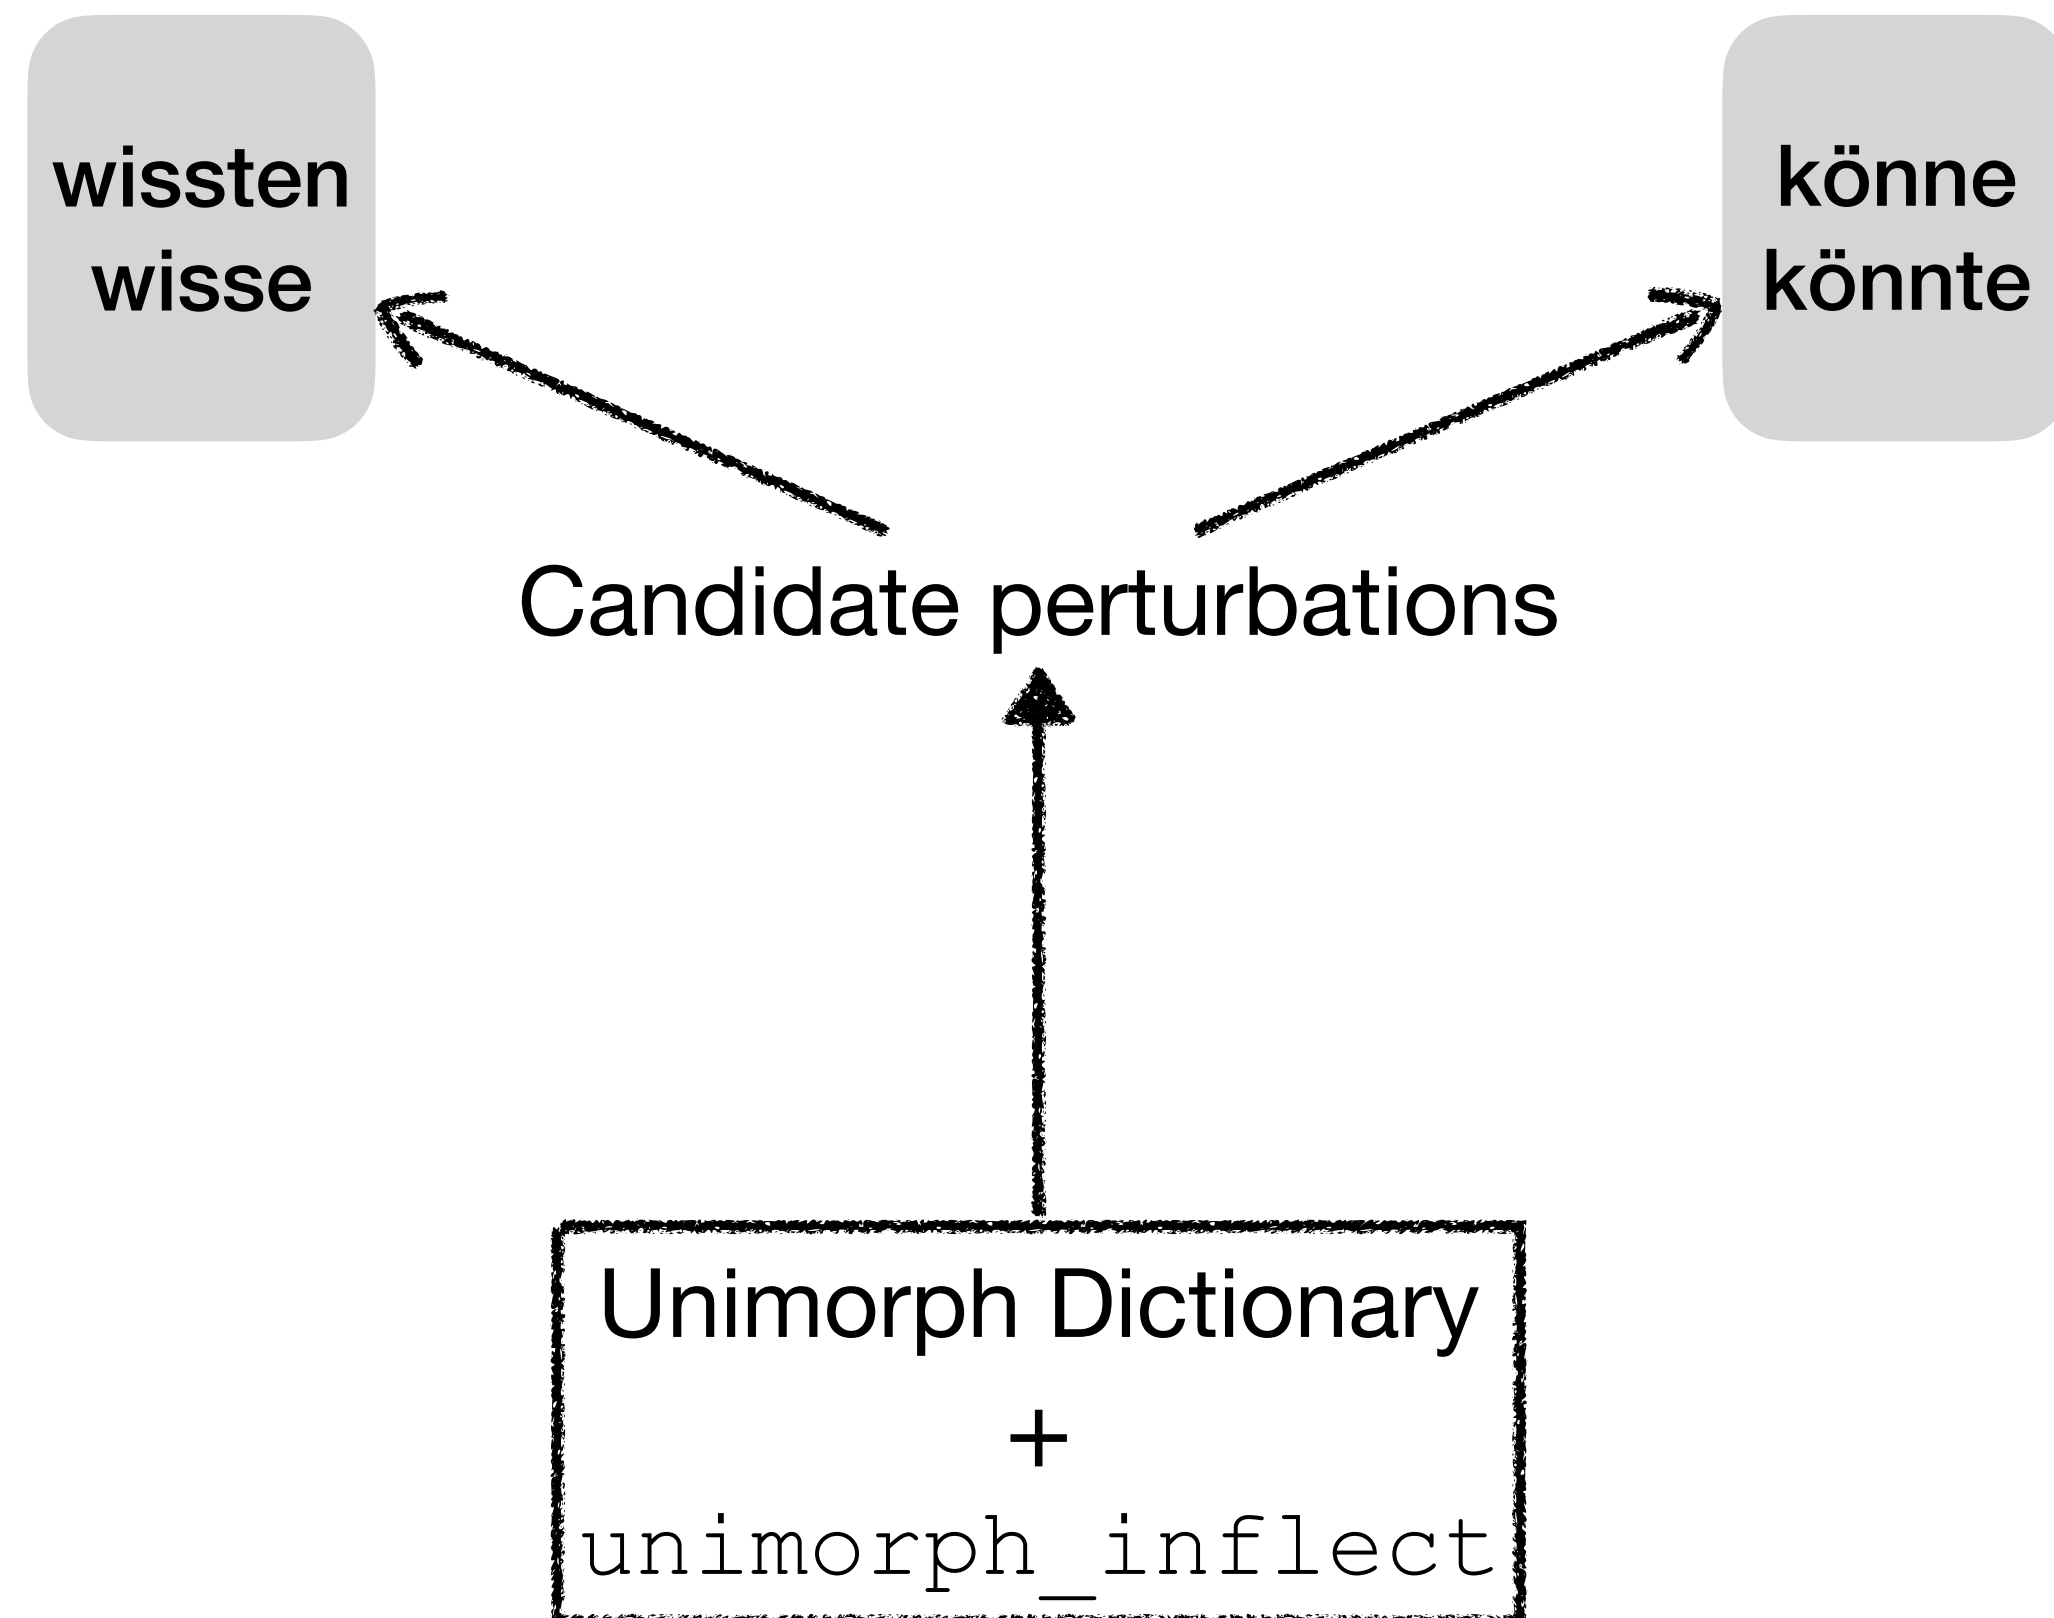 wissten
wisse
könne
könnte
Candidate perturbations
Unimorph Dictionary
+
unimorph_inflect